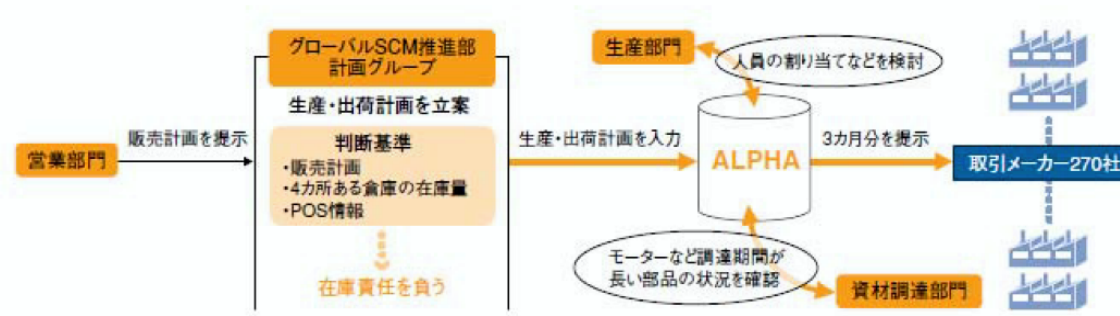 営業部門
販売計画を提示
グローバルSCM推進部
計画グループ
生産・出荷計画を立案
判断基準
・販売計画
・4カ所ある倉庫の在庫量
・POS情報
在庫責任を負う
生産・出荷計画を入力
生産部門
人員の割り当てなどを検討
ALPHA
3カ月分を提示
取引メーカー270社
モーターなど調達期間が
長い部品の状況を確認
資材調達部門